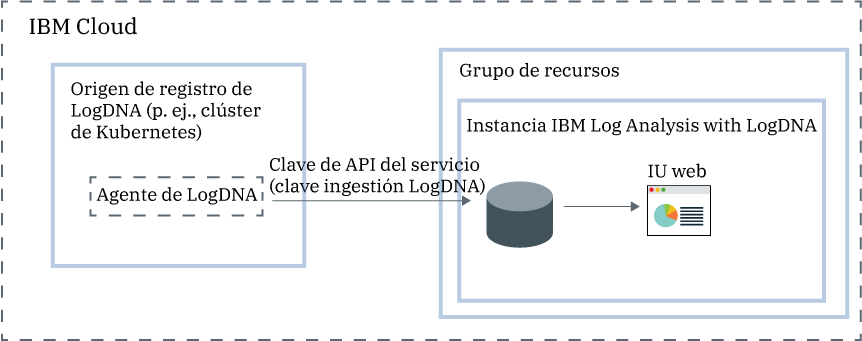 IBM Cloud
Origen de registro de
LogDNA (p. ej., clúster
de Kubernetes)
Agente de LogDNA
Clave de API del servicio
(clave ingestión LogDNA)
Grupo de recursos
Instancia IBM Log Analysis with LogDNA
IU web